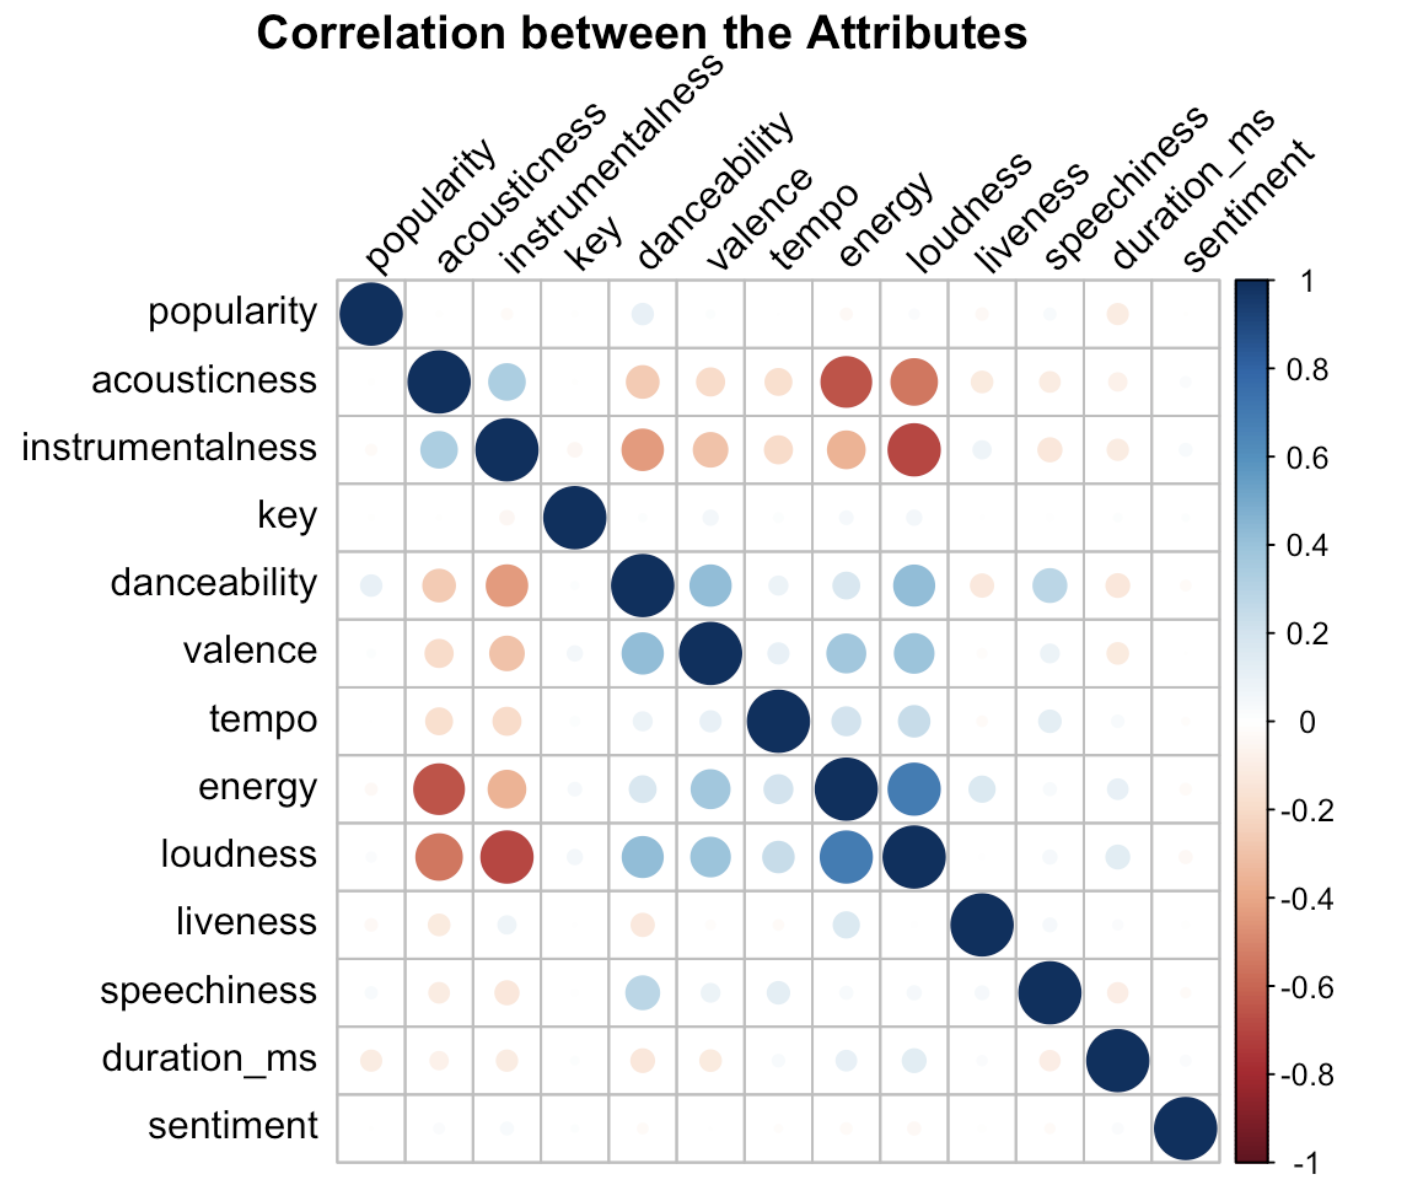 Correlation between the Attributes
popularity
acousticness
instrumentalness
key
danceability
valence
tempo
energy
loudness
liveness
speechiness
duration_ms
sentiment
popularity
acousticness
instrumentalness
key
danceability
valence
tempo
energy
loudness
liveness
speechiness
duration_ms
sentiment
1
0.8
0.6
0.4
0.2
0
-0.2
-0.4
-0.6
-0.8
-1